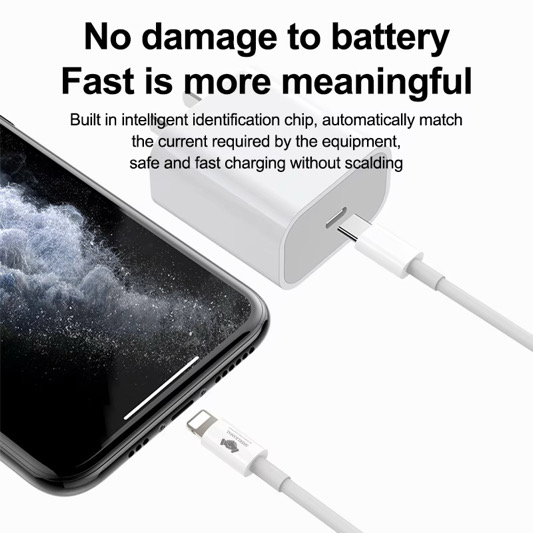 No damage to battery
Fast is more meaningful
Built in intelligent identification chip, automatically match
the current required by the equipment,
safe and fast charging without scalding